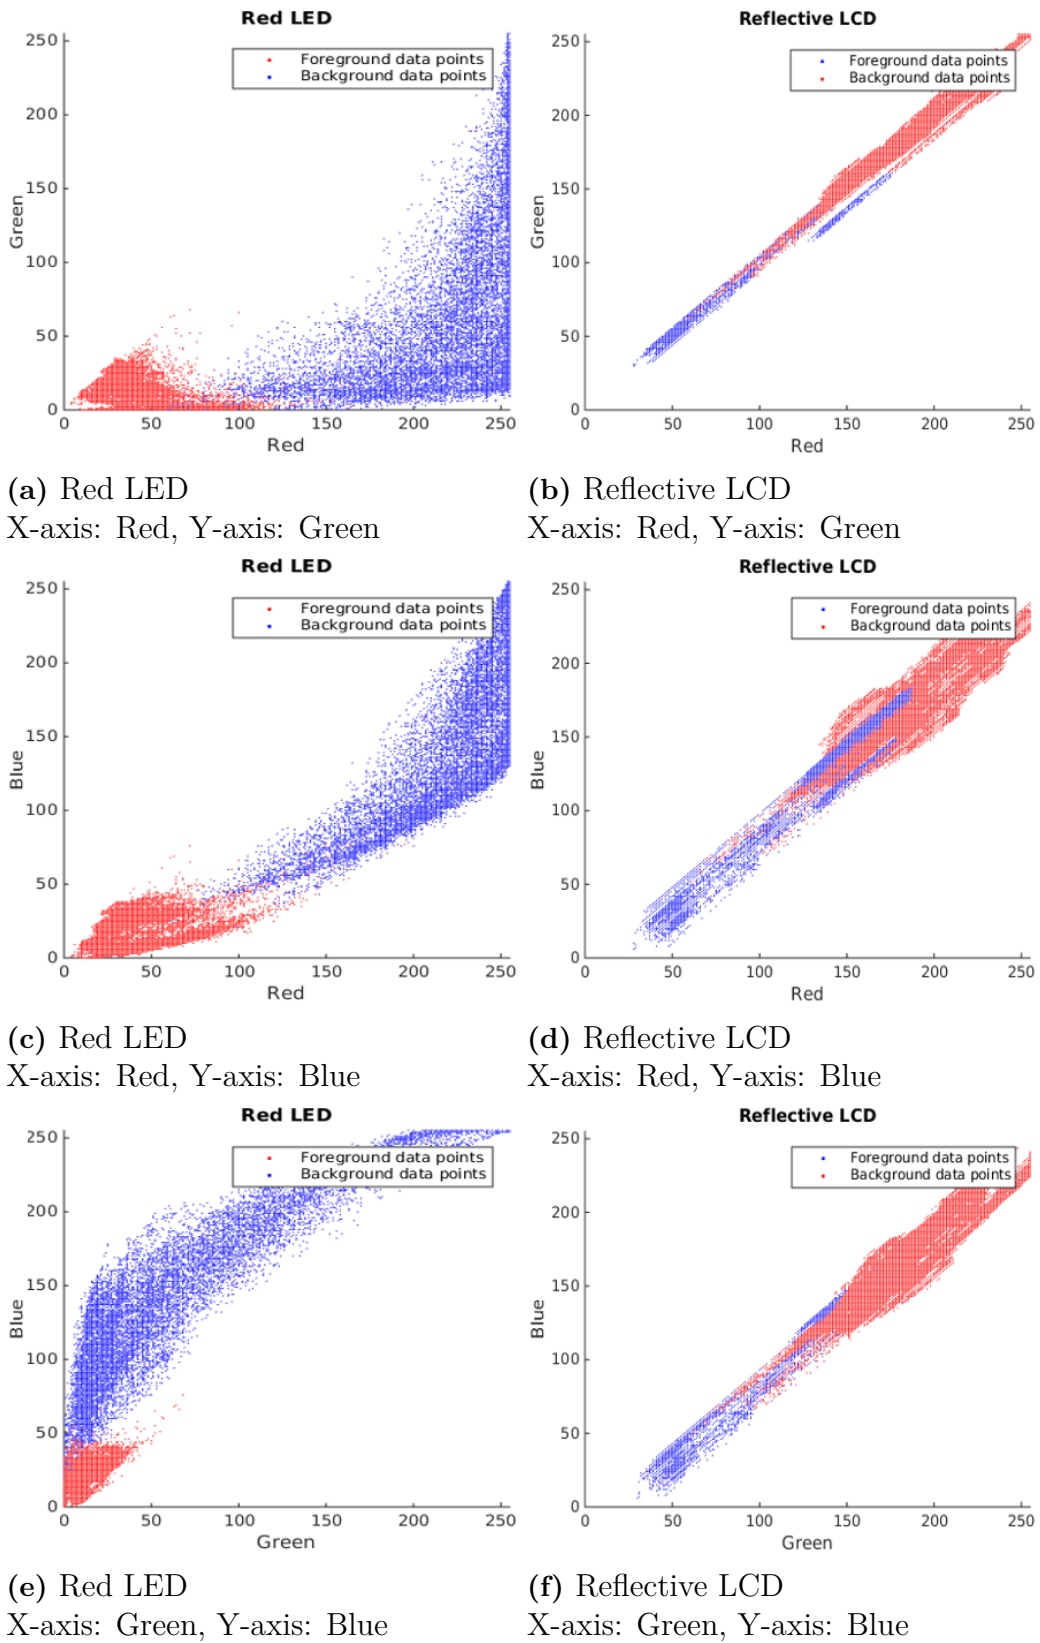 Red LED
250
200
150
100
50
0
0 50 100 150 200 250
Green
Red
Foreground data points
Background data points
Reflective LCD
250
200
150
100
50
0
0 50 100 150 200 250
Green
Red
Foreground data points
Background data points
(a) Red LED
X-axis: Red, Y-axis: Green
(b) Reflective LCD
X-axis: Red, Y-axis: Green
Red LED
250
200
150
100
50
0
0 50 100 150 200 250
Blue
Red
Foreground data points
Background data points
Reflective LCD
250
200
150
100
50
0
0 50 100 150 200 250
Blue
Red
Foreground data points
Background data points
(c) Red LED
X-axis: Red, Y-axis: Blue
(d) Reflective LCD
X-axis: Red, Y-axis: Blue
Red LED
250
200
150
100
50
0
0 50 100 150 200 250
Blue
Green
Foreground data points
Background data points
Reflective LCD
250
200
150
100
50
0
0 50 100 150 200 250
Blue
Green
Foreground data points
Background data points
(e) Red LED
X-axis: Green, Y-axis: Blue
(f) Reflective LCD
X-axis: Green, Y-axis: Blue